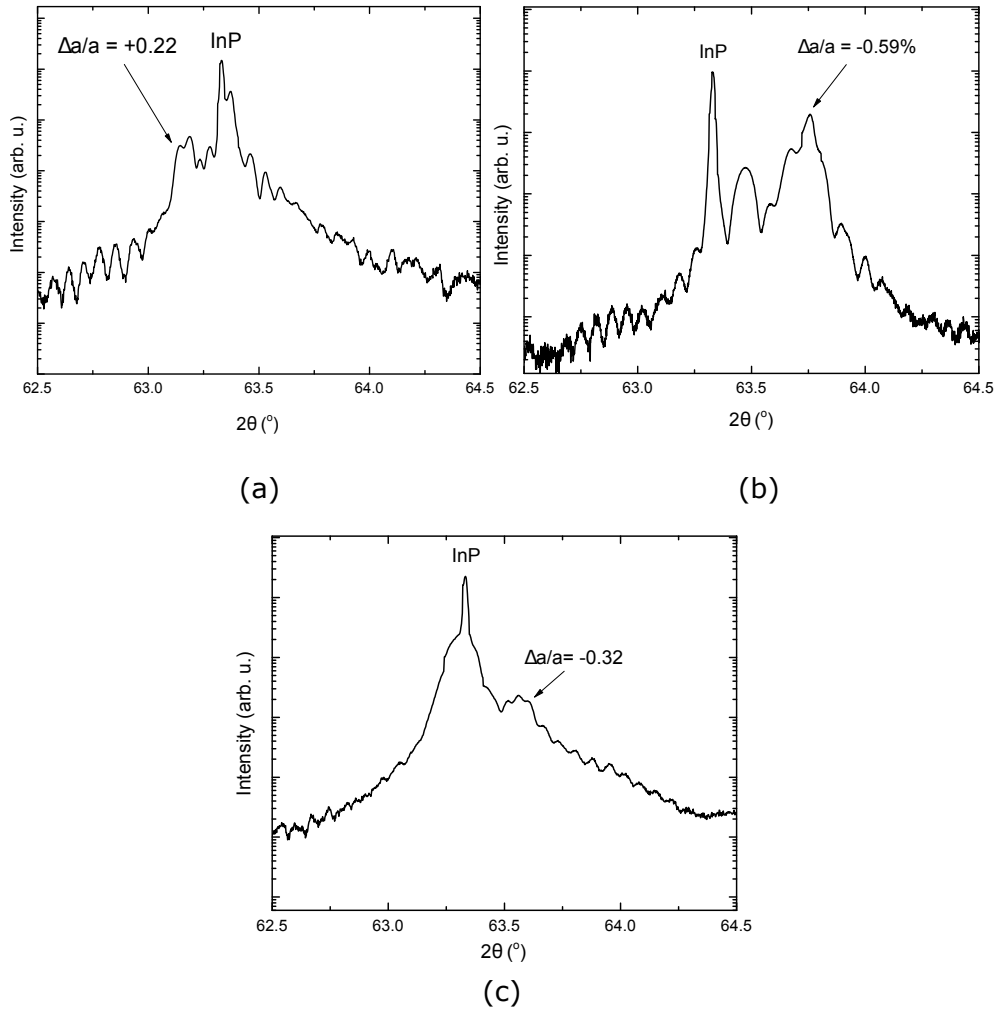 Δa/a = +0.22
InP
Intensity (arb. u.)
62.5 63.0 63.5 64.0 64.5
2θ (°)
(a)
InP
Δa/a = -0.59%
Intensity (arb. u.)
62.5 63.0 63.5 64.0 64.5
2θ (°)
(b)
InP
Δa/a= -0.32
Intensity (arb. u.)
62.5 63.0 63.5 64.0 64.5
2θ (°)
(c)